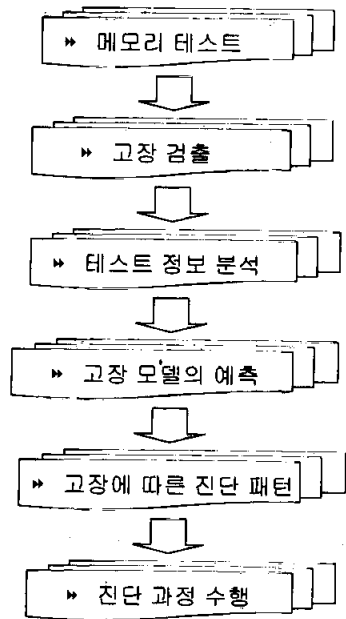 » 메모리 테스트
» 고장 검출
» 테스트 정보 분석
» 고장 모델의 예측
» 고장에 따른 진단 패턴
» 진단 과정 수행